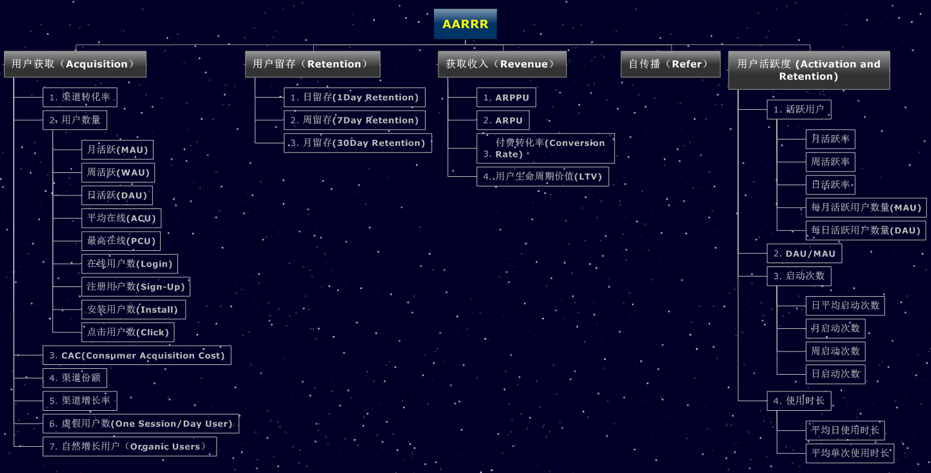 AARRR
用户获取（Acquisition）
1. 渠道转化率
2. 用户数量
月活跃(MAU)
周活跃(WAU)
日活跃(DAU)
平均在线(ACU)
最高在线(PCU)
在线用户数(Login)
注册用户数(Sign-Up)
安装用户数(Install)
点击用户数(Click)
3. CAC(Consumer Acquisition Cost)
4. 渠道份额
5. 渠道增长率
6. 虚假用户数(One Session/Day User)
7. 自然增长用户（Organic Users）
用户留存（Retention）
1. 日留存(1Day Retention)
2. 周留存(7Day Retention)
3. 月留存(30Day Retention)
获取收入（Revenue）
1. ARPPU
2. ARPU
3. 付费转化率(Conversion
Rate)
4. 用户生命周期价值(LTV)
自传播（Refer）
用户活跃度 (Activation and
Retention)
1. 活跃用户
月活跃率
周活跃率
日活跃率
每月活跃用户数量(MAU)
每日活跃用户数量(DAU)
2. DAU/MAU
3. 启动次数
日平均启动次数
月启动次数
周启动次数
日启动次数
4. 使用时长
平均日使用时长
平均单次使用时长